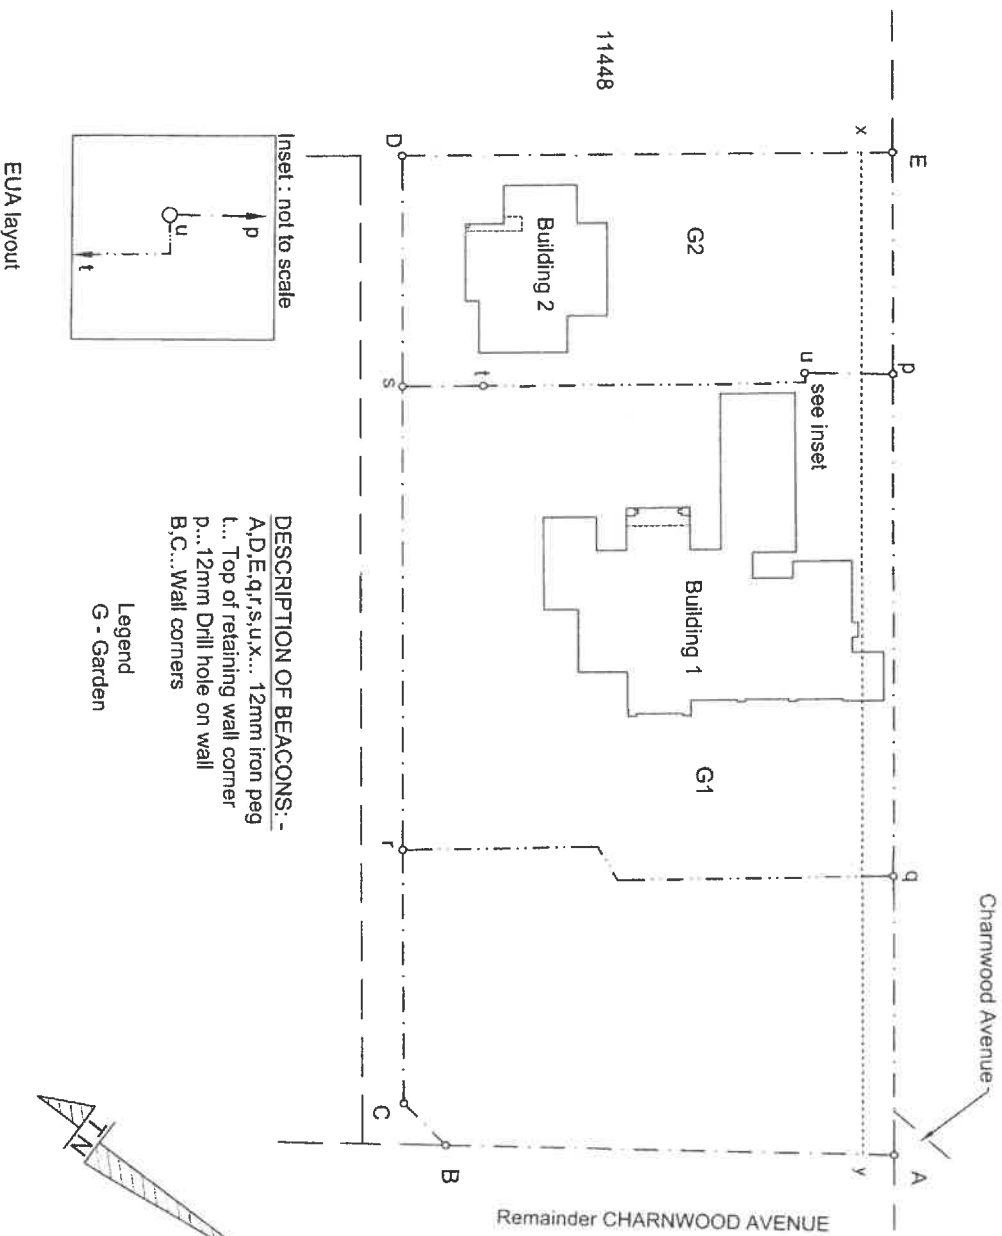 11448
x
E
D
G2
Building 2
p
u
see inset
s
t
Building 1
G1
r
q
Charnwood Avenue
C
B
y
A
Remainder CHARNWOOD AVENUE
Inset : not to scale
p
u
t
EUA layout
DESCRIPTION OF BEACONS: -
A,D,E,q,r,s,u,x... 12mm iron peg
t... Top of retaining wall corner
p...12mm Drill hole on wall
B,C...Wall corners
Legend
G - Garden
N